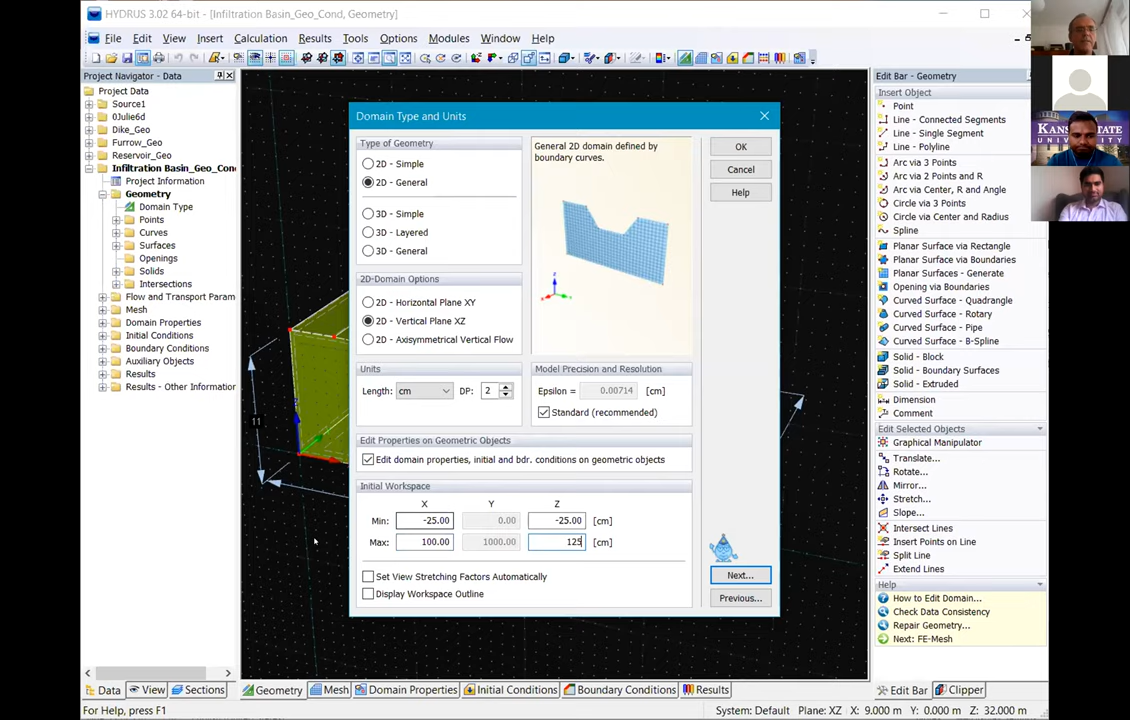 HYDRUS 3.02 64-bit - [Infiltration Basin_Geo_Cond, Geometry]
File Edit View Insert Calculation Results Tools Options Modules Window Help
Project Navigator - Data
Project Data
Source1
0Julie6d
Dike_Geo
Furrow_Geo
Reservoir_Geo
Infiltration Basin_Geo_Con
Project Information
Geometry
Domain Type
Points
Curves
Surfaces
Openings
Solids
Intersections
Flow and Transport Param
Mesh
Domain Properties
Initial Conditions
Boundary Conditions
Auxiliary Objects
Results
Results - Other Information
Data View Sections
11
Domain Type and Units
Type of Geometry
2D - Simple
2D - General
3D - Simple
3D - Layered
3D - General
2D-Domain Options
2D - Horizontal Plane XY
2D - Vertical Plane XZ
2D - Axisymmetrical Vertical Flow
General 2D domain defined by
boundary curves.
OK
Cancel
Help
Units
Length: cm DP: 2
Model Precision and Resolution
Epsilon = 0.00714 [cm]
Standard (recommended)
Edit Properties on Geometric Objects
Edit domain properties, initial and bdr. conditions on geometric objects
Initial Workspace
X Y Z
Min: -25.00 0.00 -25.00 [cm]
Max: 100.00 1000.00 125 [cm]
Set View Stretching Factors Automatically
Display Workspace Outline
Next...
Previous...
Edit Bar - Geometry
Insert Object
Point
Line - Connected Segments
Line - Single Segment
Line - Polyline
Arc via 3 Points
Arc via 2 Points and R
Arc via Center, R and Angle
Circle via 3 Points
Circle via Center and Radius
Spline
Planar Surface via Rectangle
Planar Surface via Boundaries
Planar Surface - Generate
Opening via Boundaries
Curved Surface - Quadrangle
Curved Surface - Rotary
Curved Surface - Pipe
Curved Surface - B-Spline
Solid - Block
Solid - Boundary Surfaces
Solid - Extruded
Dimension
Comment
Edit Selected Objects
Graphical Manipulator
Translate...
Rotate...
Mirror...
Stretch...
Slope...
Intersect Lines
Insert Points on Line
Split Line
Extend Lines
Help
How to Edit Domain...
Check Data Consistency
Repair Geometry...
Next: FE-Mesh
Edit Bar Clipper
Geometry Mesh Domain Properties Initial Conditions Boundary Conditions Results
For Help, press F1
System: Default Plane: XZ X: 9.000 m Y: 0.000 m Z: 32.000 m